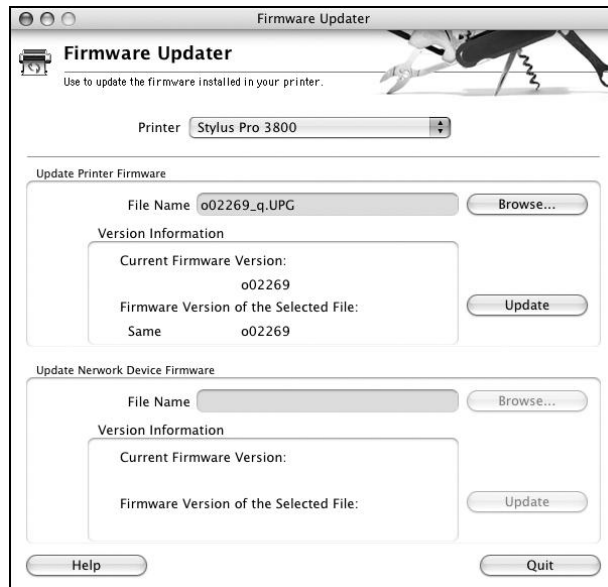 Firmware Updater
Firmware Updater
Use to update the firmware installed in your printer.
Printer Stylus Pro 3800
Update Printer Firmware
File Name o02269_q.UPG Browse...
Version Information
Current Firmware Version:
o02269
Firmware Version of the Selected File:
Update
Same o02269
Update Nerwork Device Firmware
File Name Browse...
Version Information
Current Firmware Version:
Firmware Version of the Selected File:
Update
Help Quit